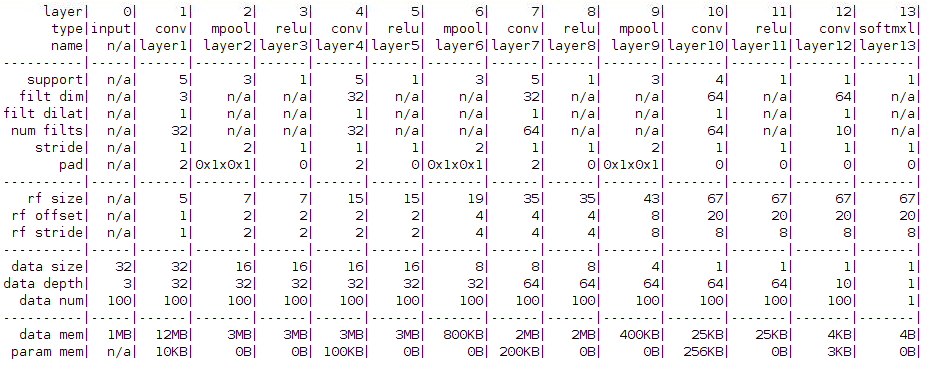 layer| 0| 1| 2| 3| 4| 5| 6| 7| 8| 9| 10| 11| 12| 13|
type|input| conv| mpool| relu| conv| relu| mpool| conv| relu| mpool| conv| relu| conv|softmxl|
name| n/a|layer1| layer2|layer3|layer4|layer5| layer6|layer7|layer8| layer9|layer10|layer11|layer12|layer13|
----------|-----|------|-------|------|------|------|-------|------|------|-------|-------|-------|-------|-------|
support| n/a| 5| 3| 1| 5| 1| 3| 5| 1| 3| 4| 1| 1| 1|
filt dim| n/a| 3| n/a| n/a| 32| n/a| n/a| 32| n/a| n/a| 64| n/a| 64| n/a|
filt dilat| n/a| 1| n/a| n/a| 1| n/a| n/a| 1| n/a| n/a| 1| n/a| 1| n/a|
num filts| n/a| 32| n/a| n/a| 32| n/a| n/a| 64| n/a| n/a| 64| n/a| 10| n/a|
stride| n/a| 1| 2| 1| 1| 1| 2| 1| 1| 2| 1| 1| 1| 1|
pad| n/a| 2|0x1x0x1| 0| 2| 0|0x1x0x1| 2| 0|0x1x0x1| 0| 0| 0| 0|
----------|-----|------|-------|------|------|------|-------|------|------|-------|-------|-------|-------|-------|
rf size| n/a| 5| 7| 7| 15| 15| 19| 35| 35| 43| 67| 67| 67| 67|
rf offset| n/a| 1| 2| 2| 2| 2| 4| 4| 4| 8| 20| 20| 20| 20|
rf stride| n/a| 1| 2| 2| 2| 2| 4| 4| 4| 8| 8| 8| 8| 8|
----------|-----|------|-------|------|------|------|-------|------|------|-------|-------|-------|-------|-------|
data size| 32| 32| 16| 16| 16| 16| 8| 8| 8| 4| 1| 1| 1| 1|
data depth| 3| 32| 32| 32| 32| 32| 32| 64| 64| 64| 64| 64| 10| 1|
data num| 100| 100| 100| 100| 100| 100| 100| 100| 100| 100| 100| 100| 100| 1|
----------|-----|------|-------|------|------|------|-------|------|------|-------|-------|-------|-------|-------|
data mem| 1MB| 12MB| 3MB| 3MB| 3MB| 3MB| 800KB| 2MB| 2MB| 400KB| 25KB| 25KB| 4KB| 4B|
param mem| n/a| 10KB| 0B| 0B| 100KB| 0B| 0B| 200KB| 0B| 0B| 256KB| 0B| 3KB| 0B|